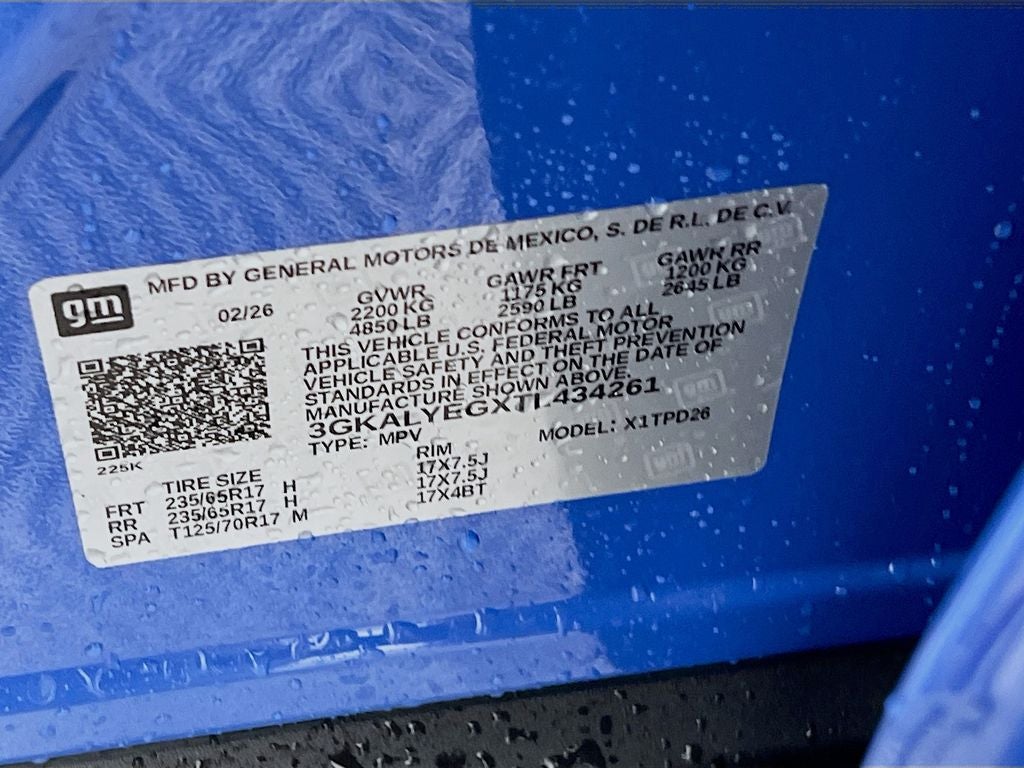 gm
MFD BY GENERAL MOTORS DE MEXICO, S. DE R.L. DE C.V.
02/26
GVWR GAWR FRT GAWR RR
2200 KG 1175 KG 1200 KG
4850 LB 2590 LB 2645 LB
THIS VEHICLE CONFORMS TO ALL
APPLICABLE U.S. FEDERAL MOTOR
VEHICLE SAFETY AND THEFT PREVENTION
STANDARDS IN EFFECT ON THE DATE OF
MANUFACTURE SHOWN ABOVE.
3GKALYEGXTL434261
TYPE: MPV MODEL: X1TPD26
225K
TIRE SIZE RIM
FRT 235/65R17 H 17X7.5J
RR 235/65R17 H 17X7.5J
SPA T125/70R17 M 17X4BT